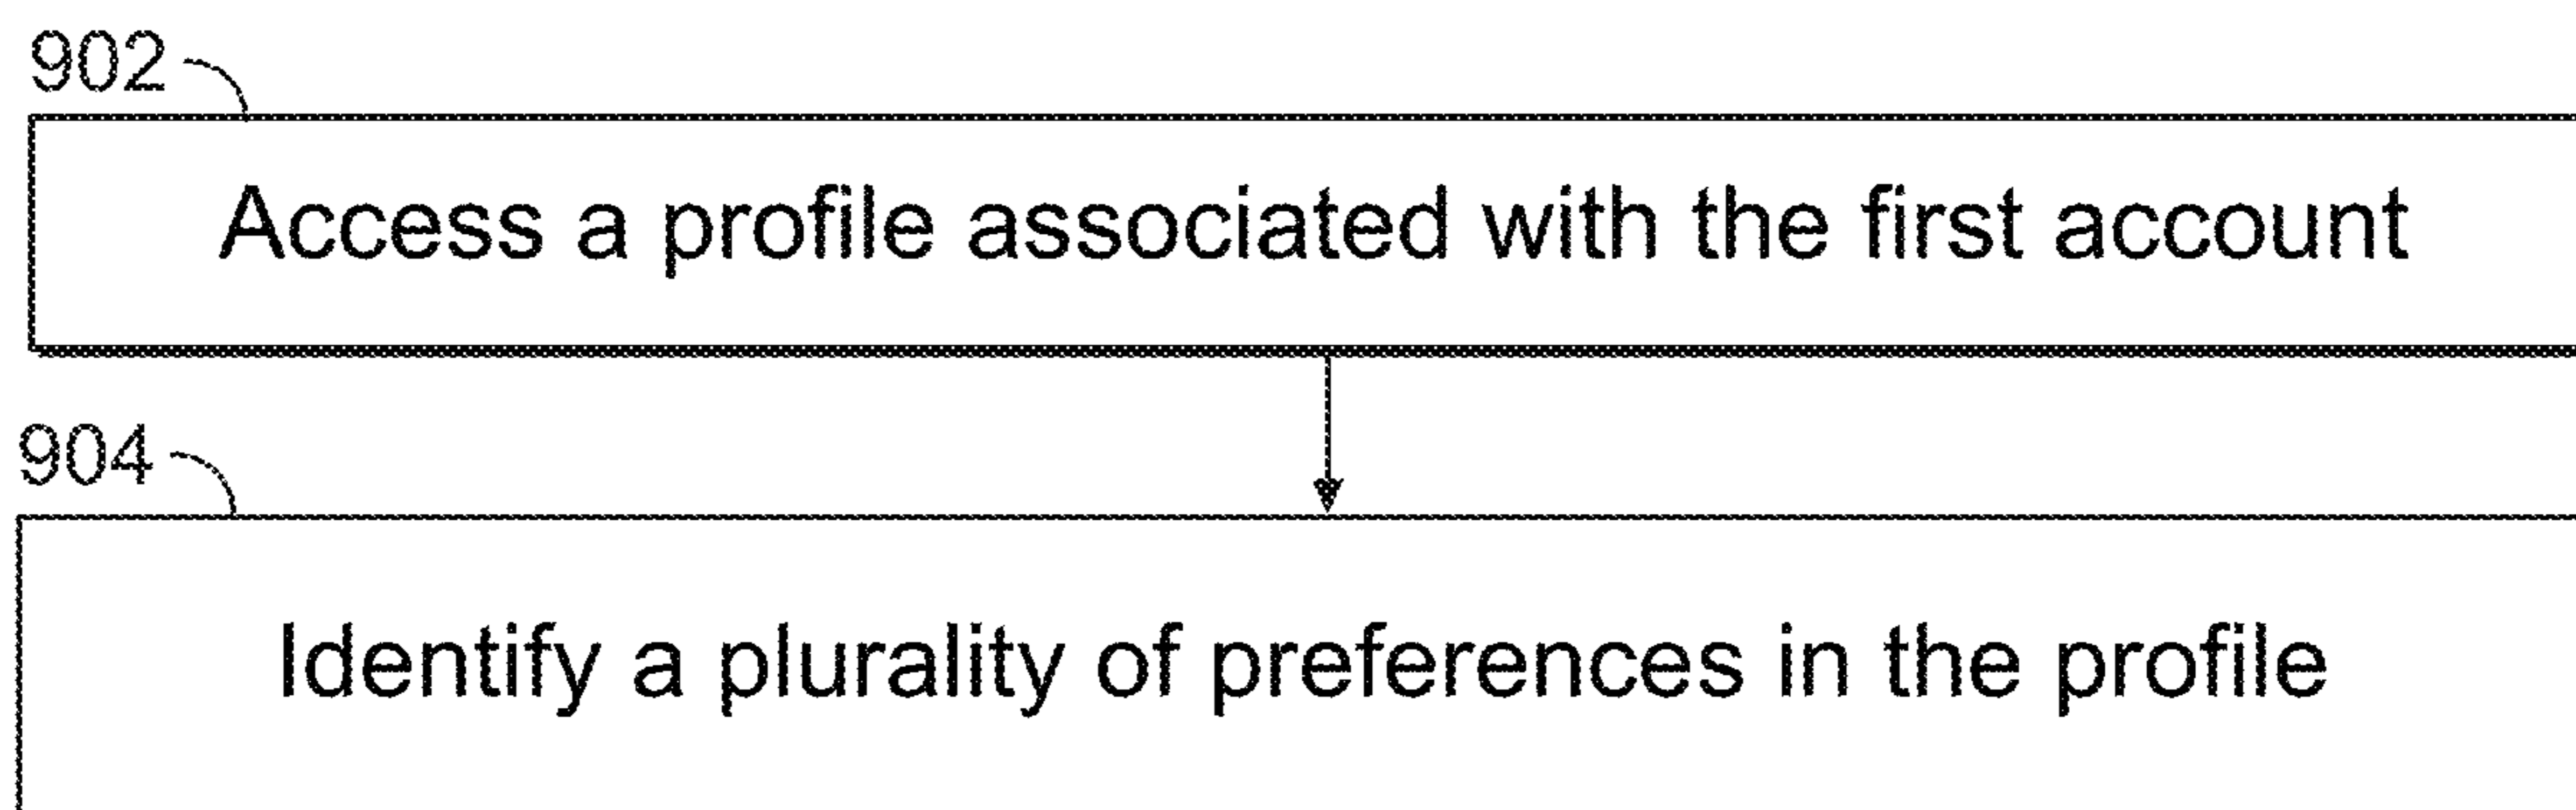 902
Access a profile associated with the first account
904
Identify a plurality of preferences in the profile